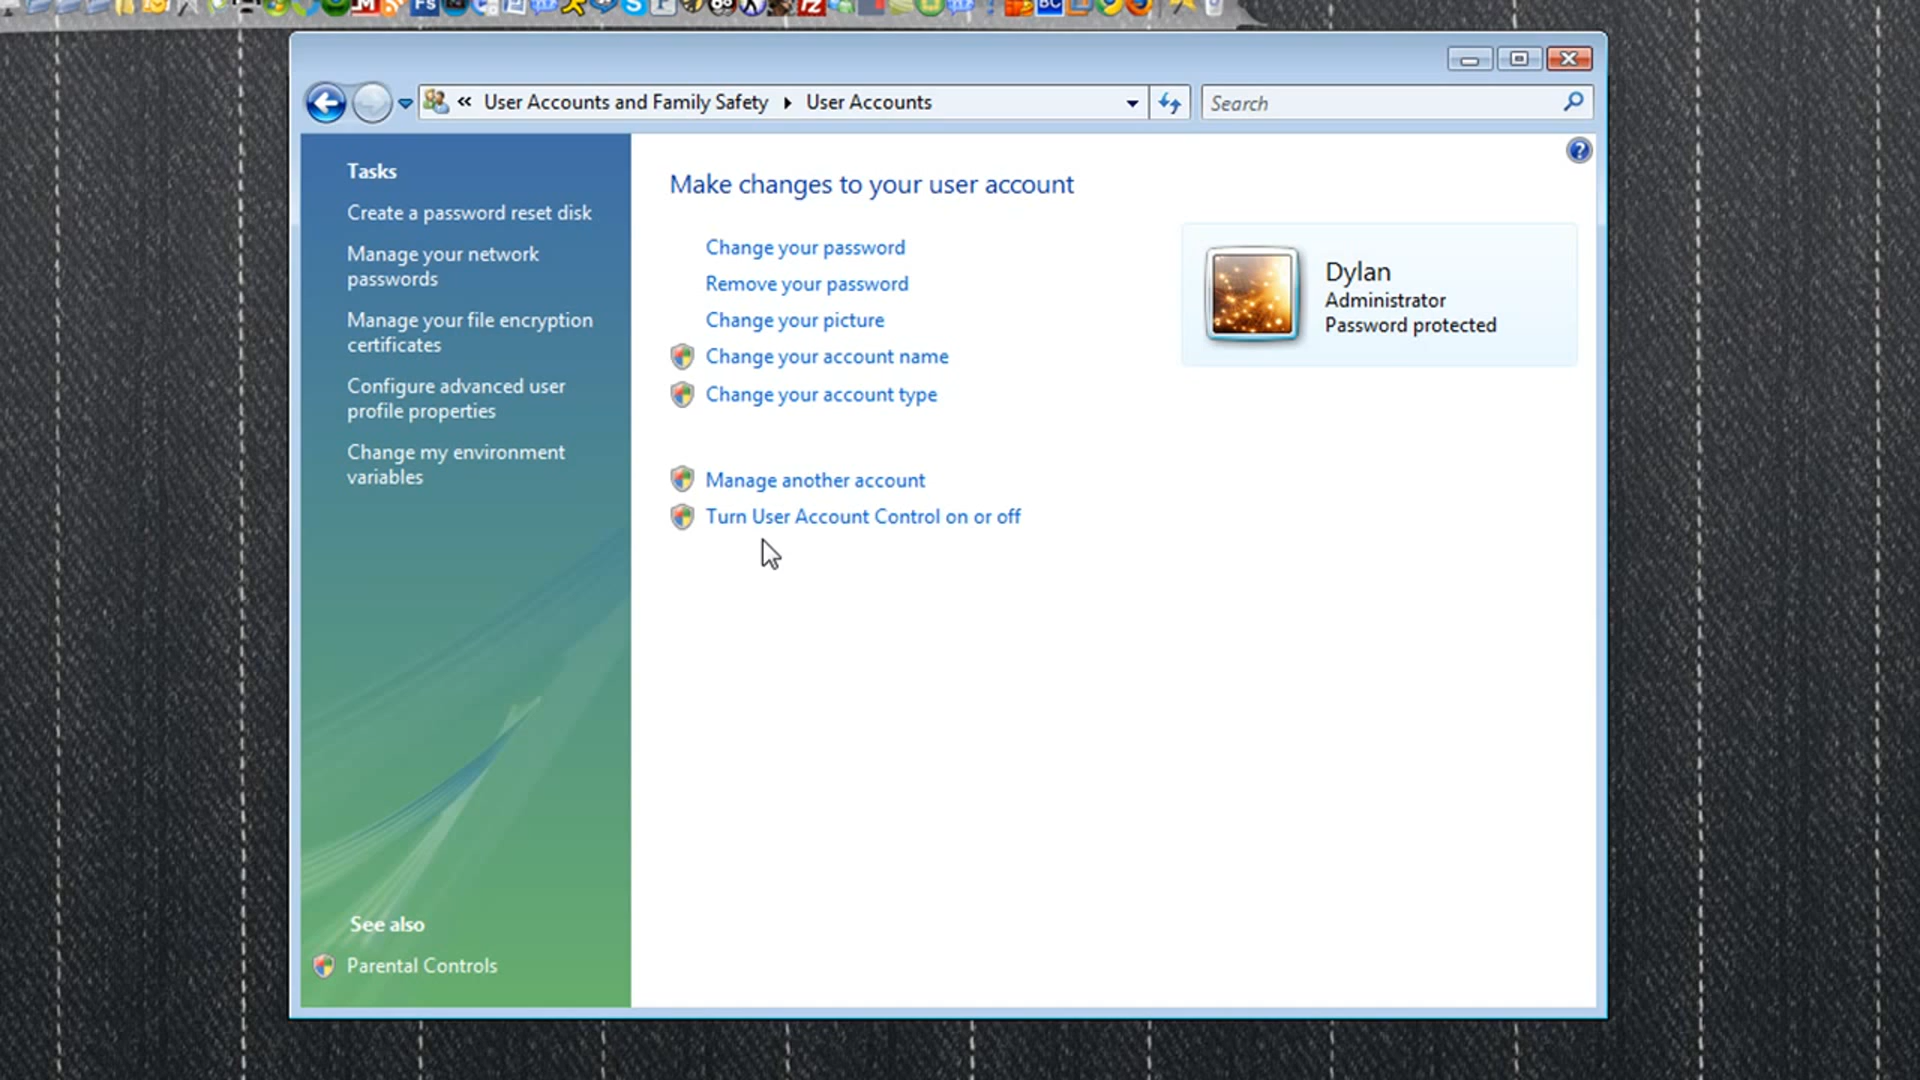 User Accounts and Family Safety
User Accounts
Search
Tasks
Create a password reset disk
Manage your network
passwords
Manage your file encryption
certificates
Configure advanced user
profile properties
Change my environment
variables
See also
Parental Controls
Make changes to your user account
Change your password
Remove your password
Change your picture
Change your account name
Change your account type
Manage another account
Turn User Account Control on or off
Dylan
Administrator
Password protected